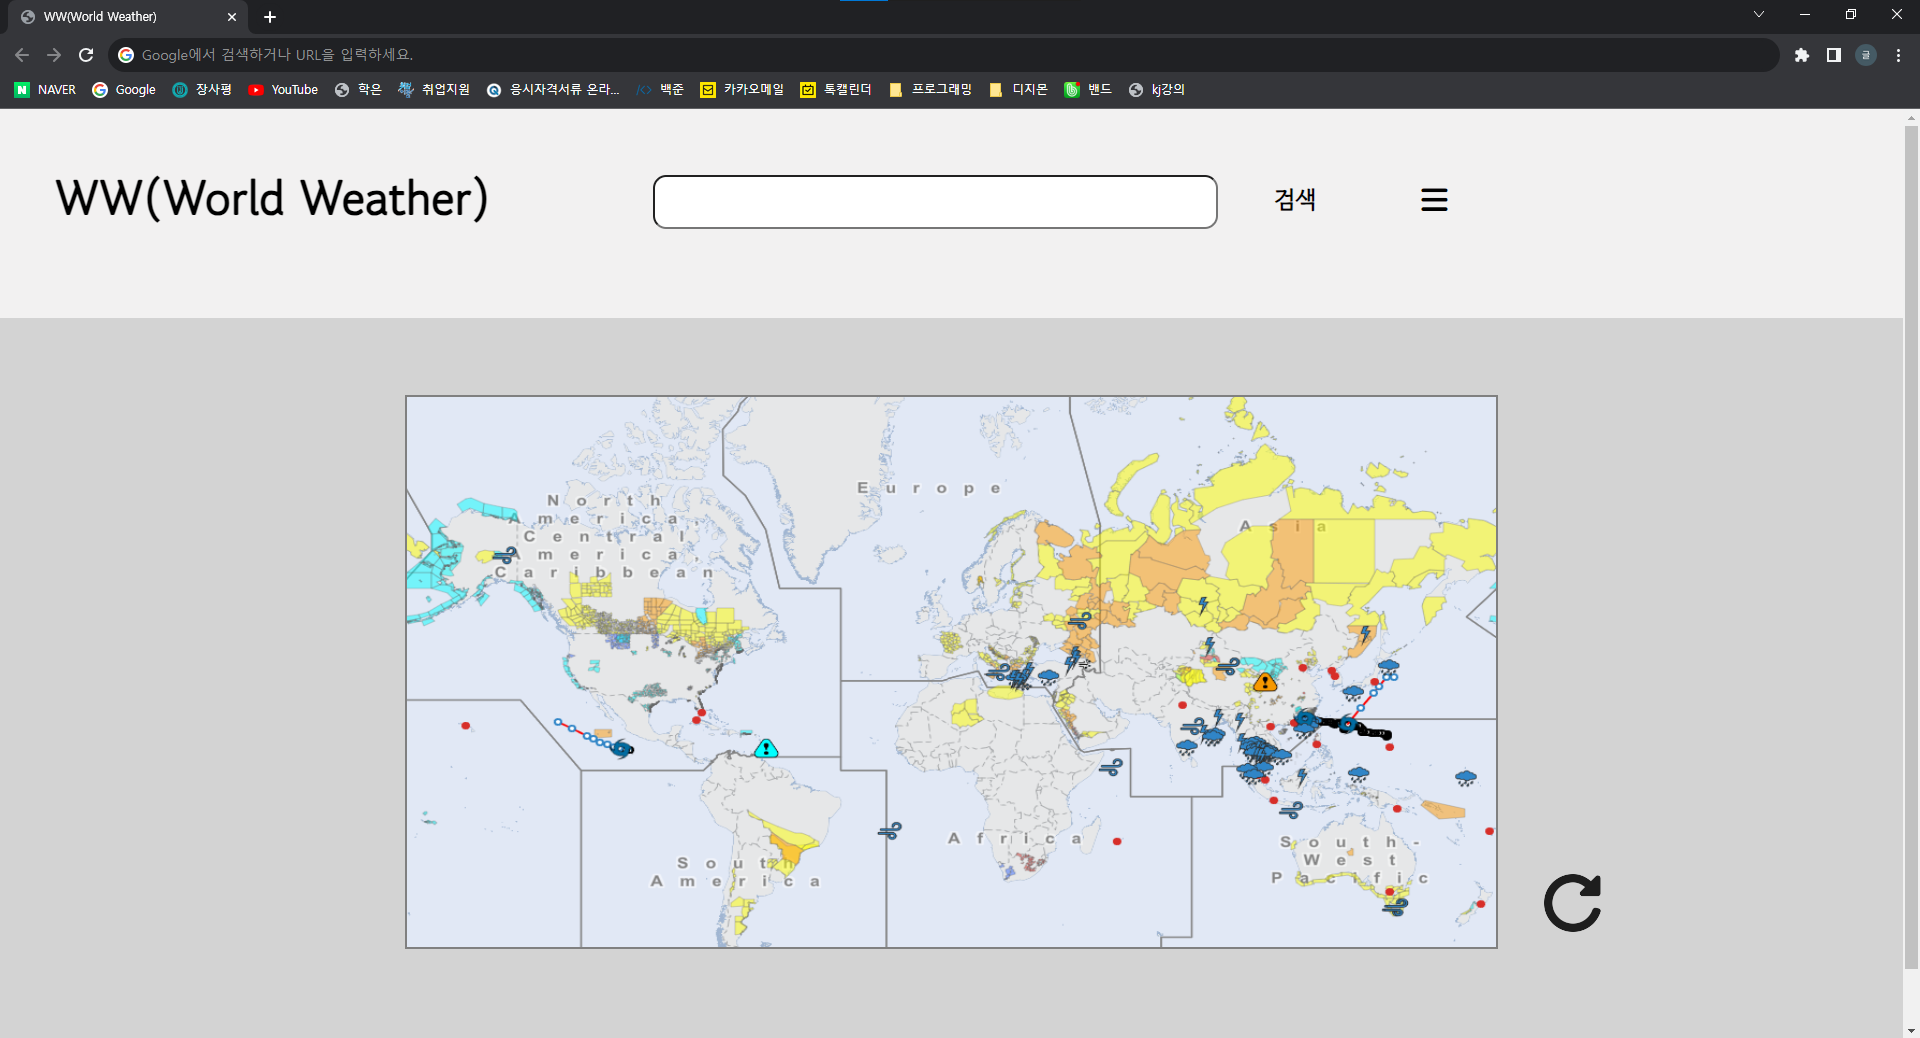 WW(World Weather)
Google에서 검색하거나 URL을 입력하세요.
글
NAVER Google 장사평 YouTube 학은 취업지원 응시자격서류 온라... 백준 카카오메일 톡캘린더 프로그래밍 디지몬 밴드 kj강의
WW(World Weather)
검색
North
America,
Central
America,
Caribbean
Europe
Asia
Africa
South
America
South-
West
Pacific